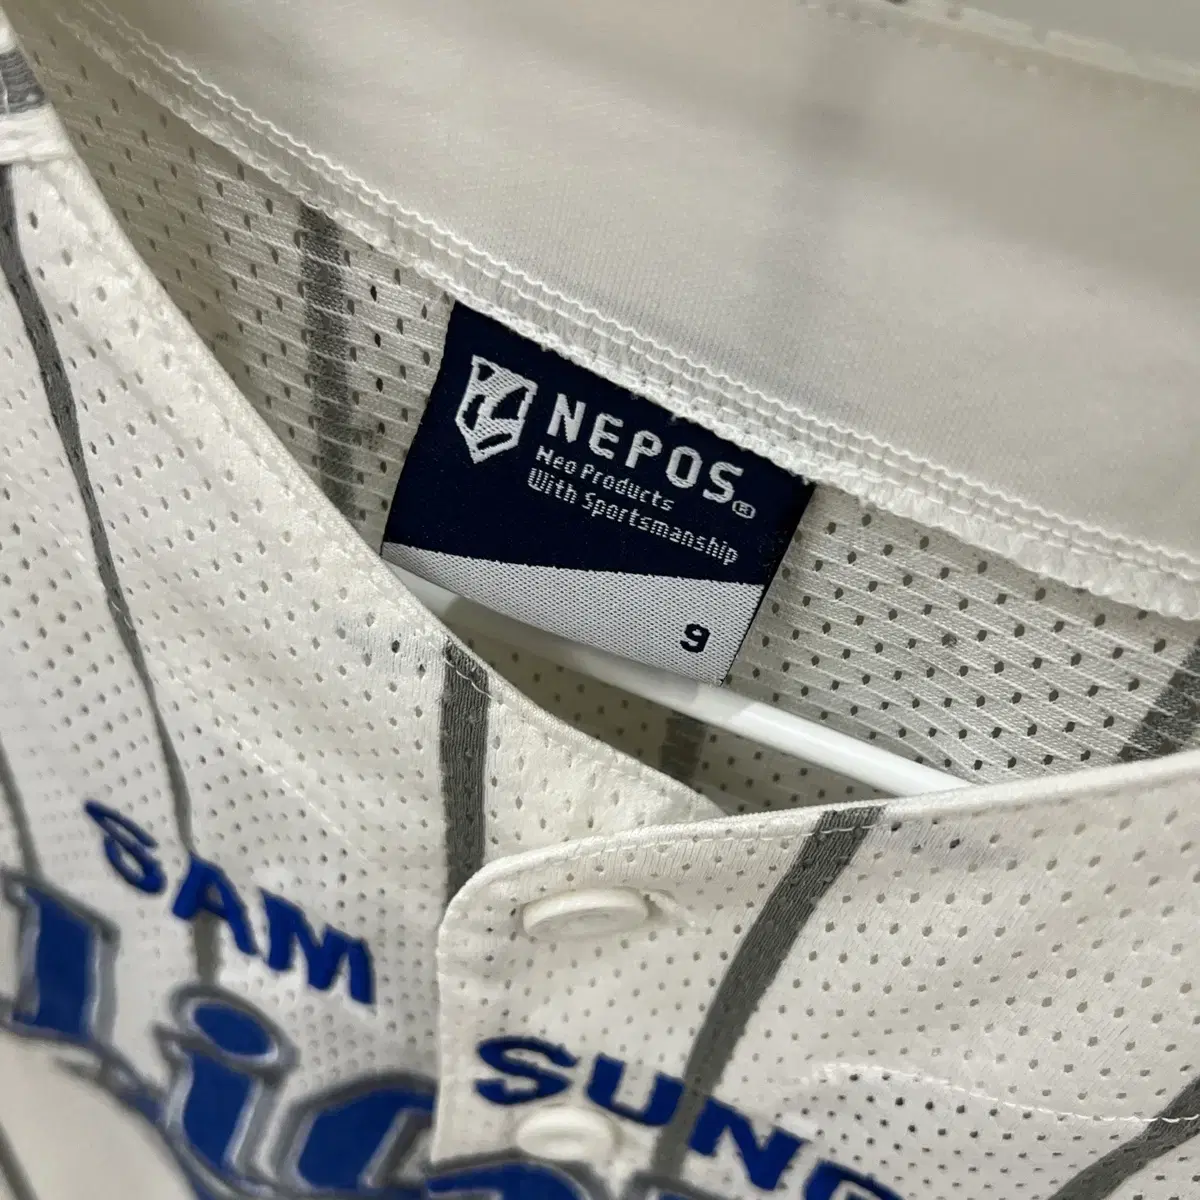 NEPOS®
Neo Products
With Sportsmanship
9
SAM
SUNG